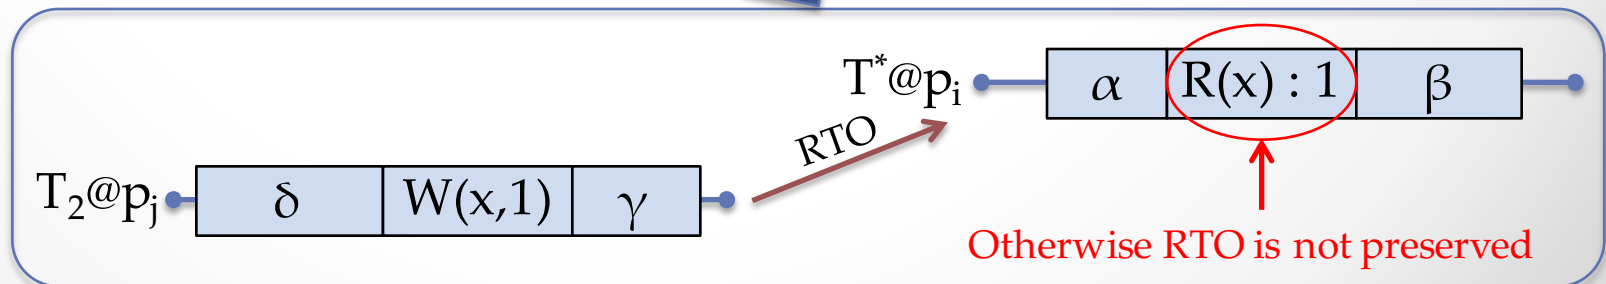 T*@pᵢ α R(x) : 1 β
RTO
T₂@pⱼ δ W(x,1) γ
Otherwise RTO is not preserved